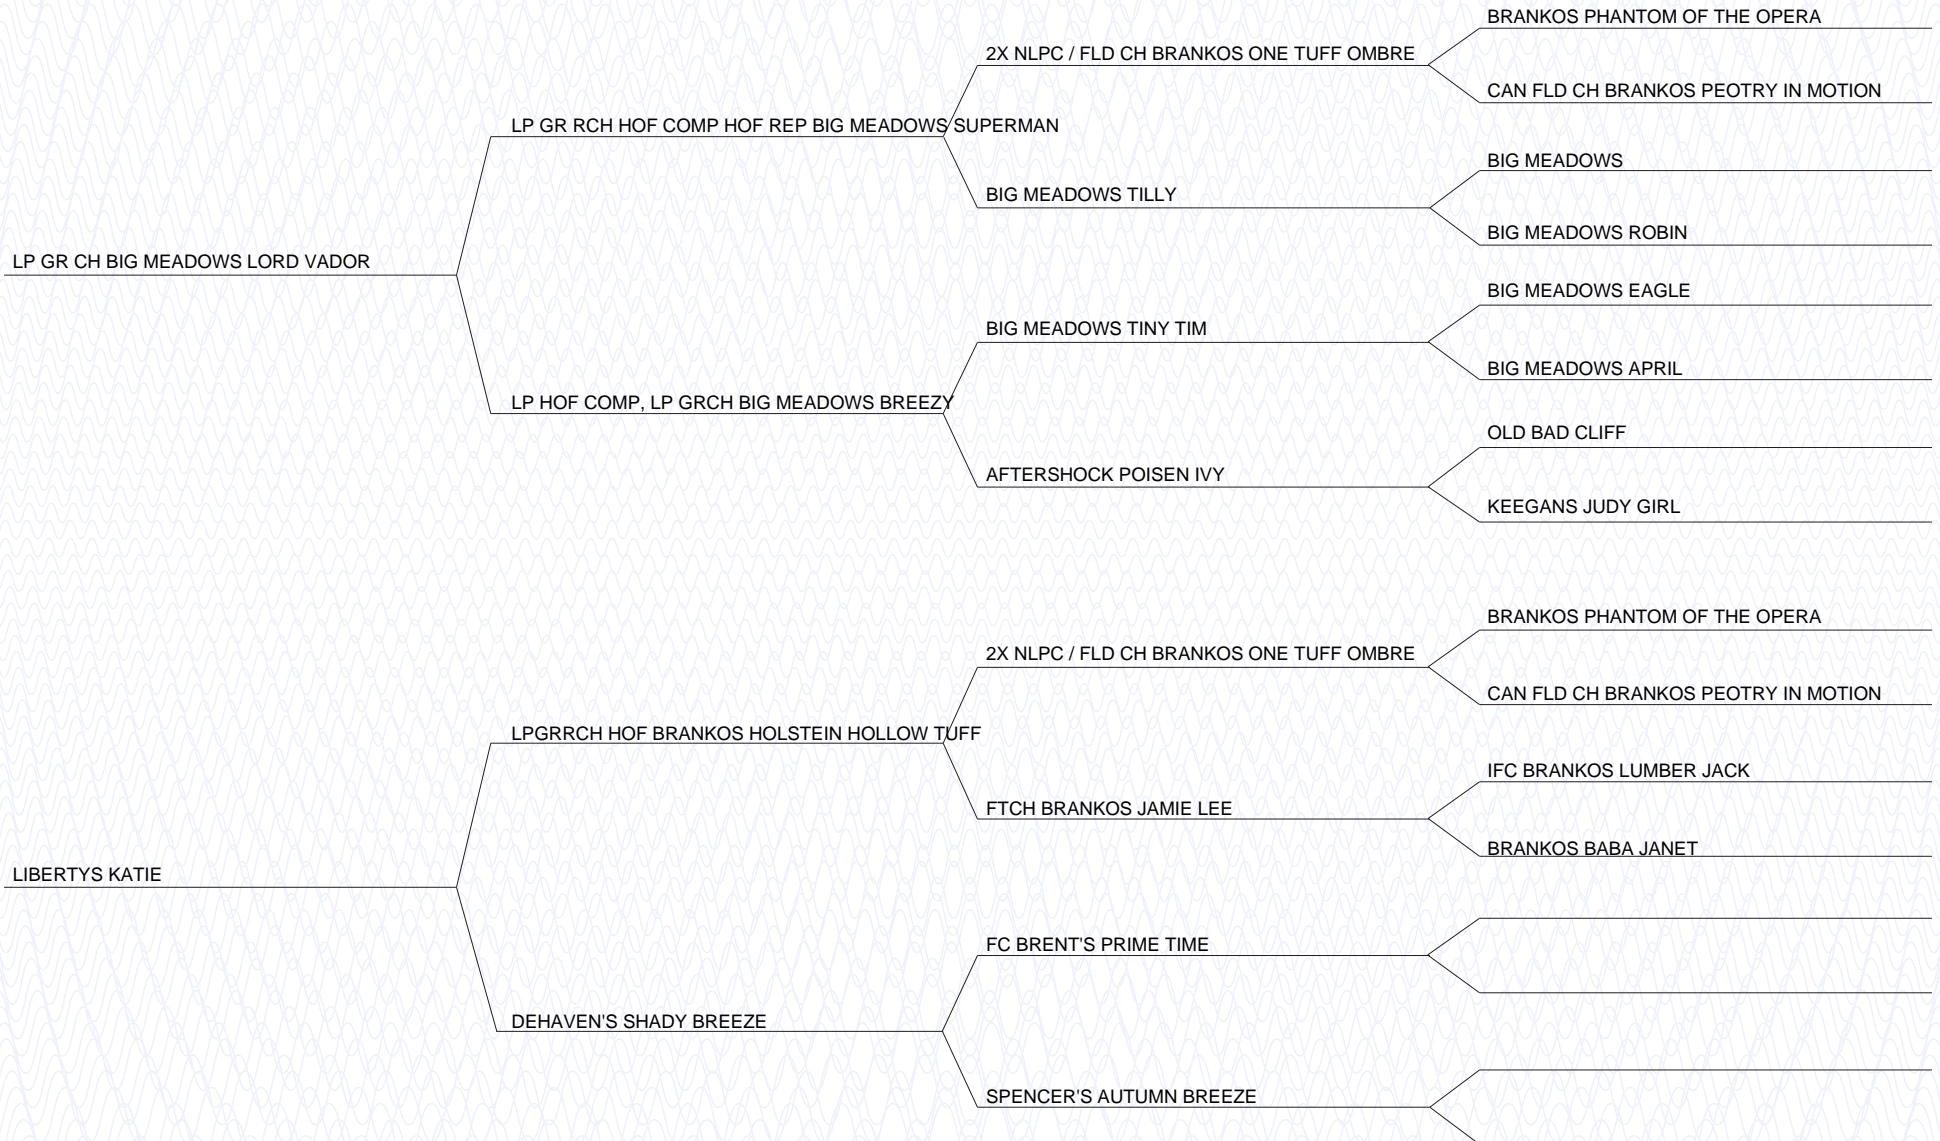 BRANKOS PHANTOM OF THE OPERA
2X NLPC / FLD CH BRANKOS ONE TUFF OMBRE
CAN FLD CH BRANKOS PEOTRY IN MOTION
LP GR RCH HOF COMP HOF REP BIG MEADOWS SUPERMAN
BIG MEADOWS
BIG MEADOWS TILLY
BIG MEADOWS ROBIN
LP GR CH BIG MEADOWS LORD VADOR
BIG MEADOWS EAGLE
BIG MEADOWS TINY TIM
BIG MEADOWS APRIL
LP HOF COMP, LP GRCH BIG MEADOWS BREEZY
OLD BAD CLIFF
AFTERSHOCK POISEN IVY
KEEGANS JUDY GIRL
BRANKOS PHANTOM OF THE OPERA
2X NLPC / FLD CH BRANKOS ONE TUFF OMBRE
CAN FLD CH BRANKOS PEOTRY IN MOTION
LPGRRCH HOF BRANKOS HOLSTEIN HOLLOW TUFF
IFC BRANKOS LUMBER JACK
FTCH BRANKOS JAMIE LEE
BRANKOS BABA JANET
LIBERTYS KATIE
FC BRENT'S PRIME TIME
DEHAVEN'S SHADY BREEZE
SPENCER'S AUTUMN BREEZE